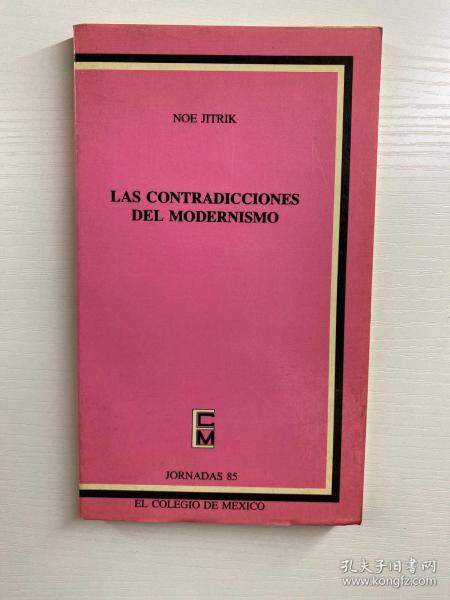 NOE JITRIK
LAS CONTRADICCIONES
DEL MODERNISMO
CM
JORNADAS 85
EL COLEGIO DE MEXICO
孔夫子旧书网
www.kongfz.com